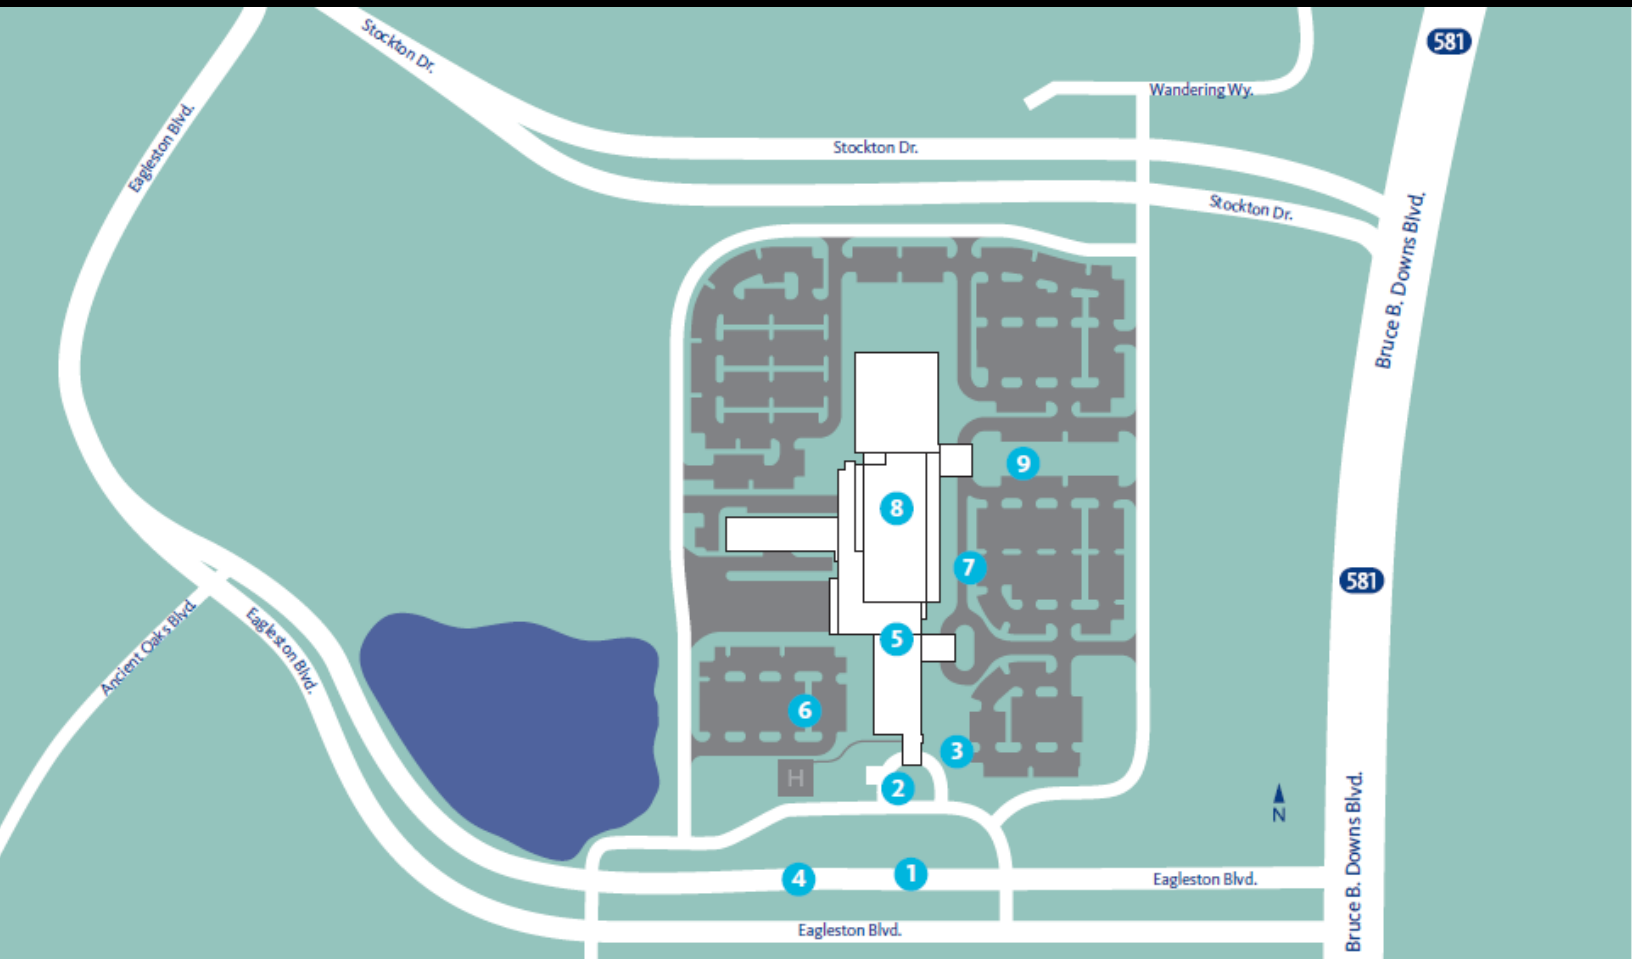 581
Stockton Dr.
Wandering Wy.
Eagleston Blvd.
Stockton Dr.
Stockton Dr.
Bruce B. Downs Blvd.
9
8
7
581
Ancient Oaks Blvd.
Eagleston Blvd.
5
6
3
H
2
N
Bruce B. Downs Blvd.
4
1
Eagleston Blvd.
Eagleston Blvd.